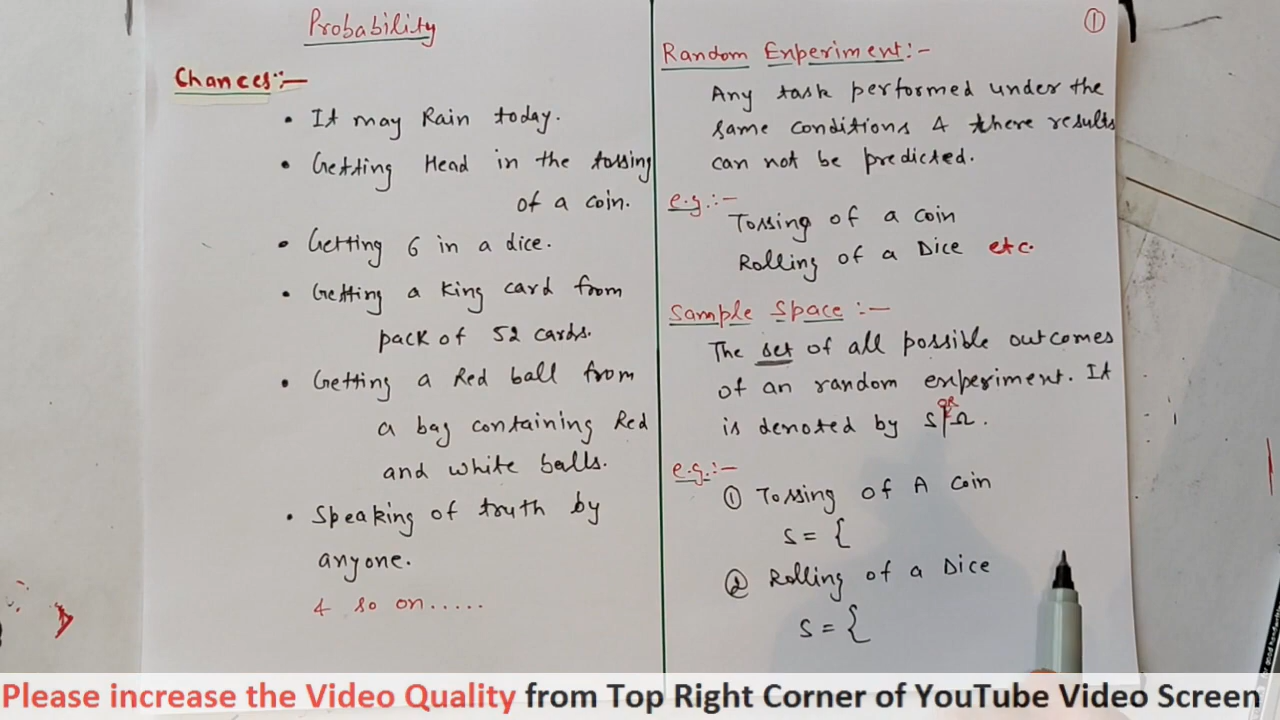 Probability
Chances:-
• It may Rain today.
• Getting Head in the tossing
of a coin.
• Getting 6 in a dice.
• Getting a King card from
pack of 52 cards.
• Getting a Red ball from
a bag containing Red
and white balls.
• Speaking of truth by
anyone.
& so on.....
①
Random Experiment:-
Any task performed under the
same conditions & there results
can not be predicted.
e.g.:-
Tossing of a coin
Rolling of a Dice etc.
Sample Space:-
The set of all possible outcomes
of an random experiment. It
is denoted by S|Ω.
OR
e.g.:-
① Tossing of A Coin
S = {
② Rolling of a Dice
S = {
Please increase the Video Quality from Top Right Corner of YouTube Video Screen